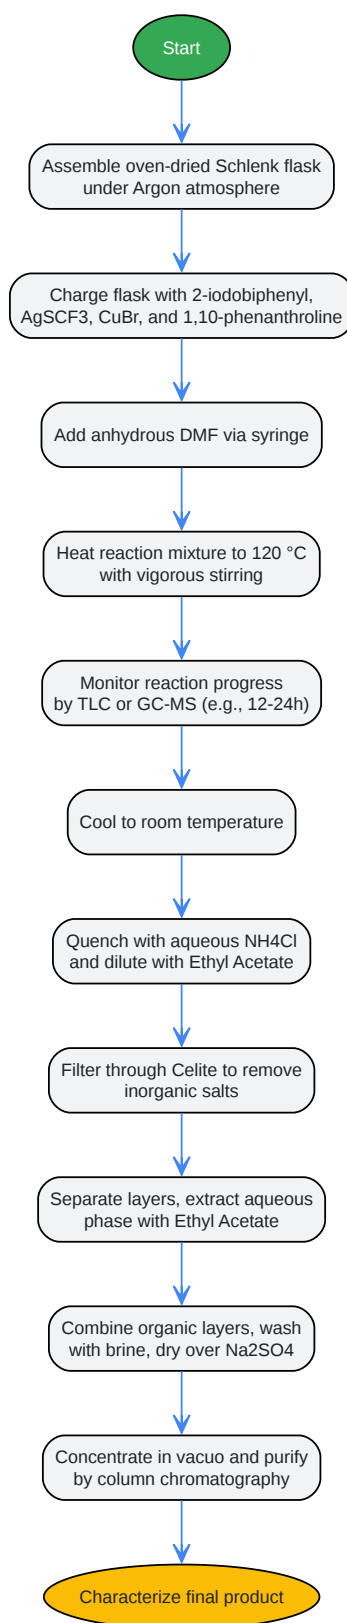 Start
Assemble oven-dried Schlenk flask
under Argon atmosphere
Charge flask with 2-iodobiphenyl,
AgSCF3, CuBr, and 1,10-phenanthroline
Add anhydrous DMF via syringe
Heat reaction mixture to 120 °C
with vigorous stirring
Monitor reaction progress
by TLC or GC-MS (e.g., 12-24h)
Cool to room temperature
Quench with aqueous NH4Cl
and dilute with Ethyl Acetate
Filter through Celite to remove
inorganic salts
Separate layers, extract aqueous
phase with Ethyl Acetate
Combine organic layers, wash
with brine, dry over Na2SO4
Concentrate in vacuo and purify
by column chromatography
Characterize final product